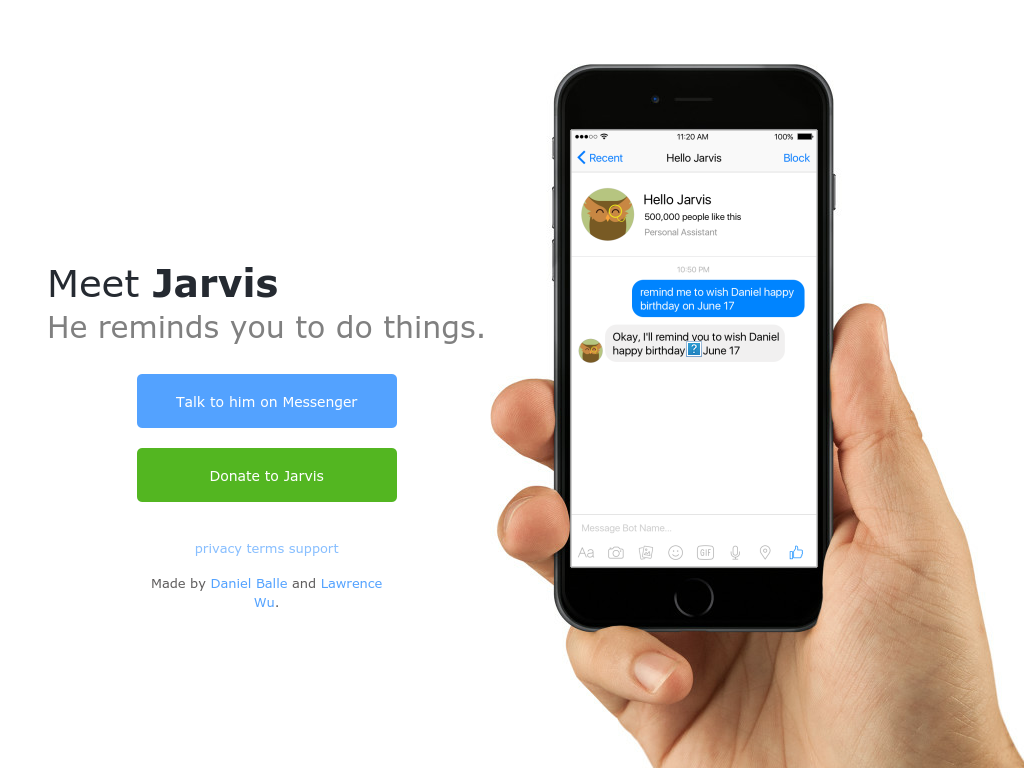 Meet Jarvis
He reminds you to do things.
Talk to him on Messenger
Donate to Jarvis
privacy terms support
Made by Daniel Balle and Lawrence
Wu.
11:20 AM
100%
Recent
Hello Jarvis
Block
Hello Jarvis
500,000 people like this
Personal Assistant
10:50 PM
remind me to wish Daniel happy
birthday on June 17
Okay, I'll remind you to wish Daniel
happy birthday ? June 17
Message Bot Name...
Aa
GIF